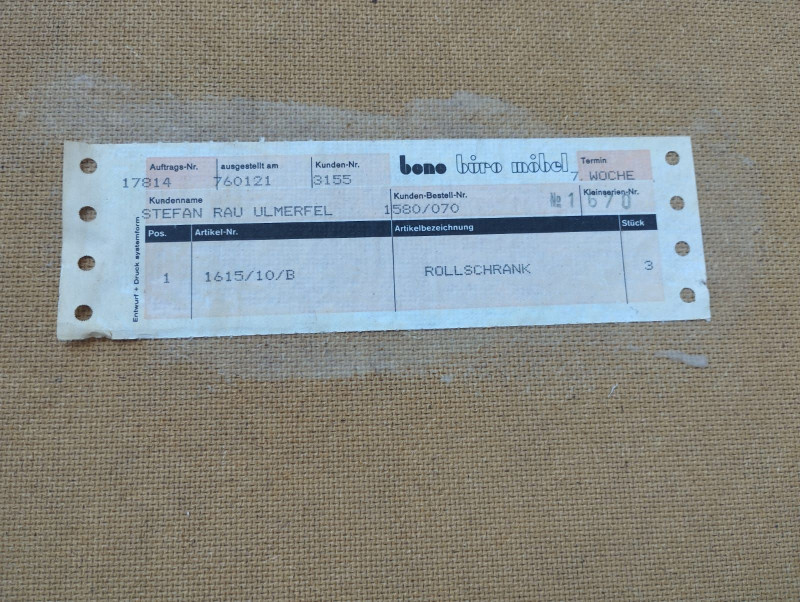 Auftrags-Nr. ausgestellt am Kunden-Nr. bono büro möbel Termin
17814 760121 3155 7. WOCHE
Kundenname Kunden-Bestell-Nr. № 1670 Kleinserien-Nr.
STEFAN RAU ULMERFEL 1580/070
Pos. Artikel-Nr. Artikelbezeichnung Stück
1 1615/10/B ROLLSCHRANK 3
Entwurf + Druck systemform